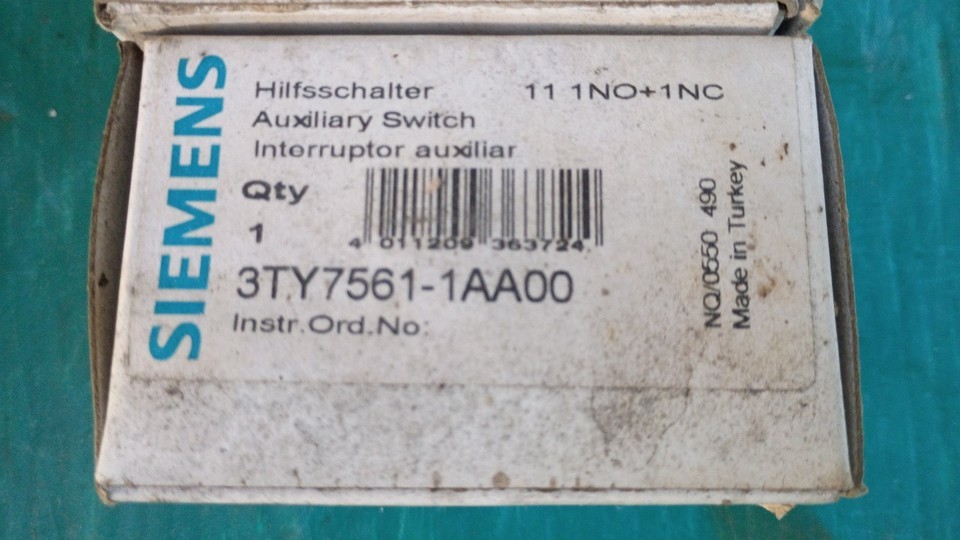 SIEMENS
Hilfsschalter 11 1NO+1NC
Auxiliary Switch
Interruptor auxiliar
Qty
1
4 011209 363724
3TY7561-1AA00
Instr.Ord.No:
NQ/0550 490
Made in Turkey